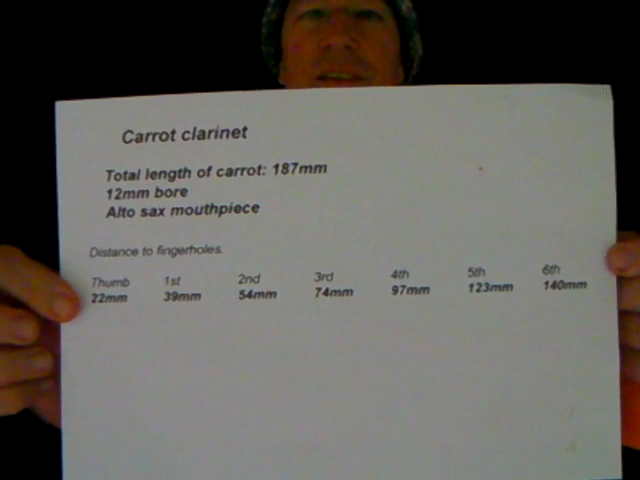 Carrot clarinet
Total length of carrot: 187mm
12mm bore
Alto sax mouthpiece
Distance to fingerholes.
Thumb 1st 2nd 3rd 4th 5th 6th
22mm 39mm 54mm 74mm 97mm 123mm 140mm